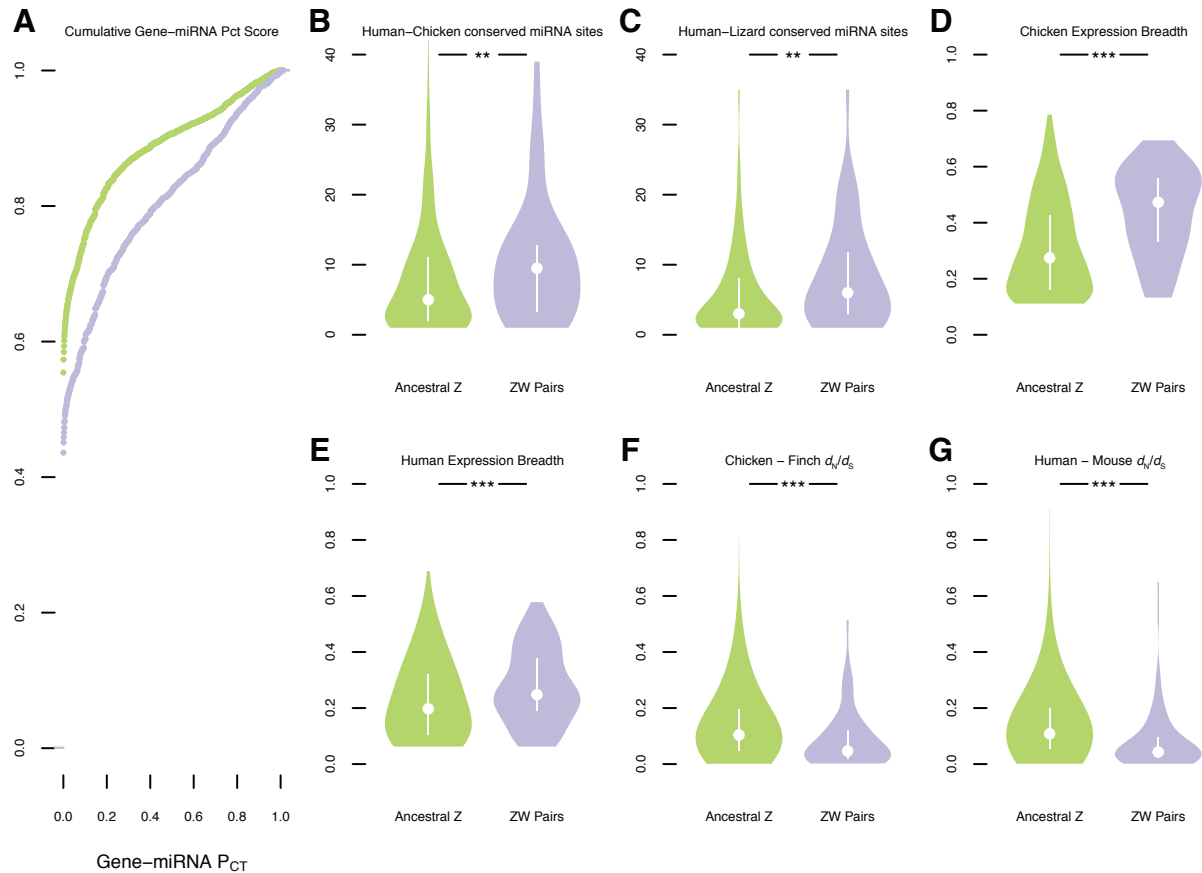 A
Cumulative Gene−miRNA Pct Score
1.0
0.8
0.6
0.4
0.2
0.0
0.0 0.2 0.4 0.6 0.8 1.0
Gene−miRNA PCT
B
Human−Chicken conserved miRNA sites
**
40
30
20
10
0
Ancestral Z ZW Pairs
C
Human−Lizard conserved miRNA sites
**
40
30
20
10
0
Ancestral Z ZW Pairs
D
Chicken Expression Breadth
***
1.0
0.8
0.6
0.4
0.2
0.0
Ancestral Z ZW Pairs
E
Human Expression Breadth
***
1.0
0.8
0.6
0.4
0.2
0.0
Ancestral Z ZW Pairs
F
Chicken − Finch dN/dS
***
1.0
0.8
0.6
0.4
0.2
0.0
Ancestral Z ZW Pairs
G
Human − Mouse dN/dS
***
1.0
0.8
0.6
0.4
0.2
0.0
Ancestral Z ZW Pairs